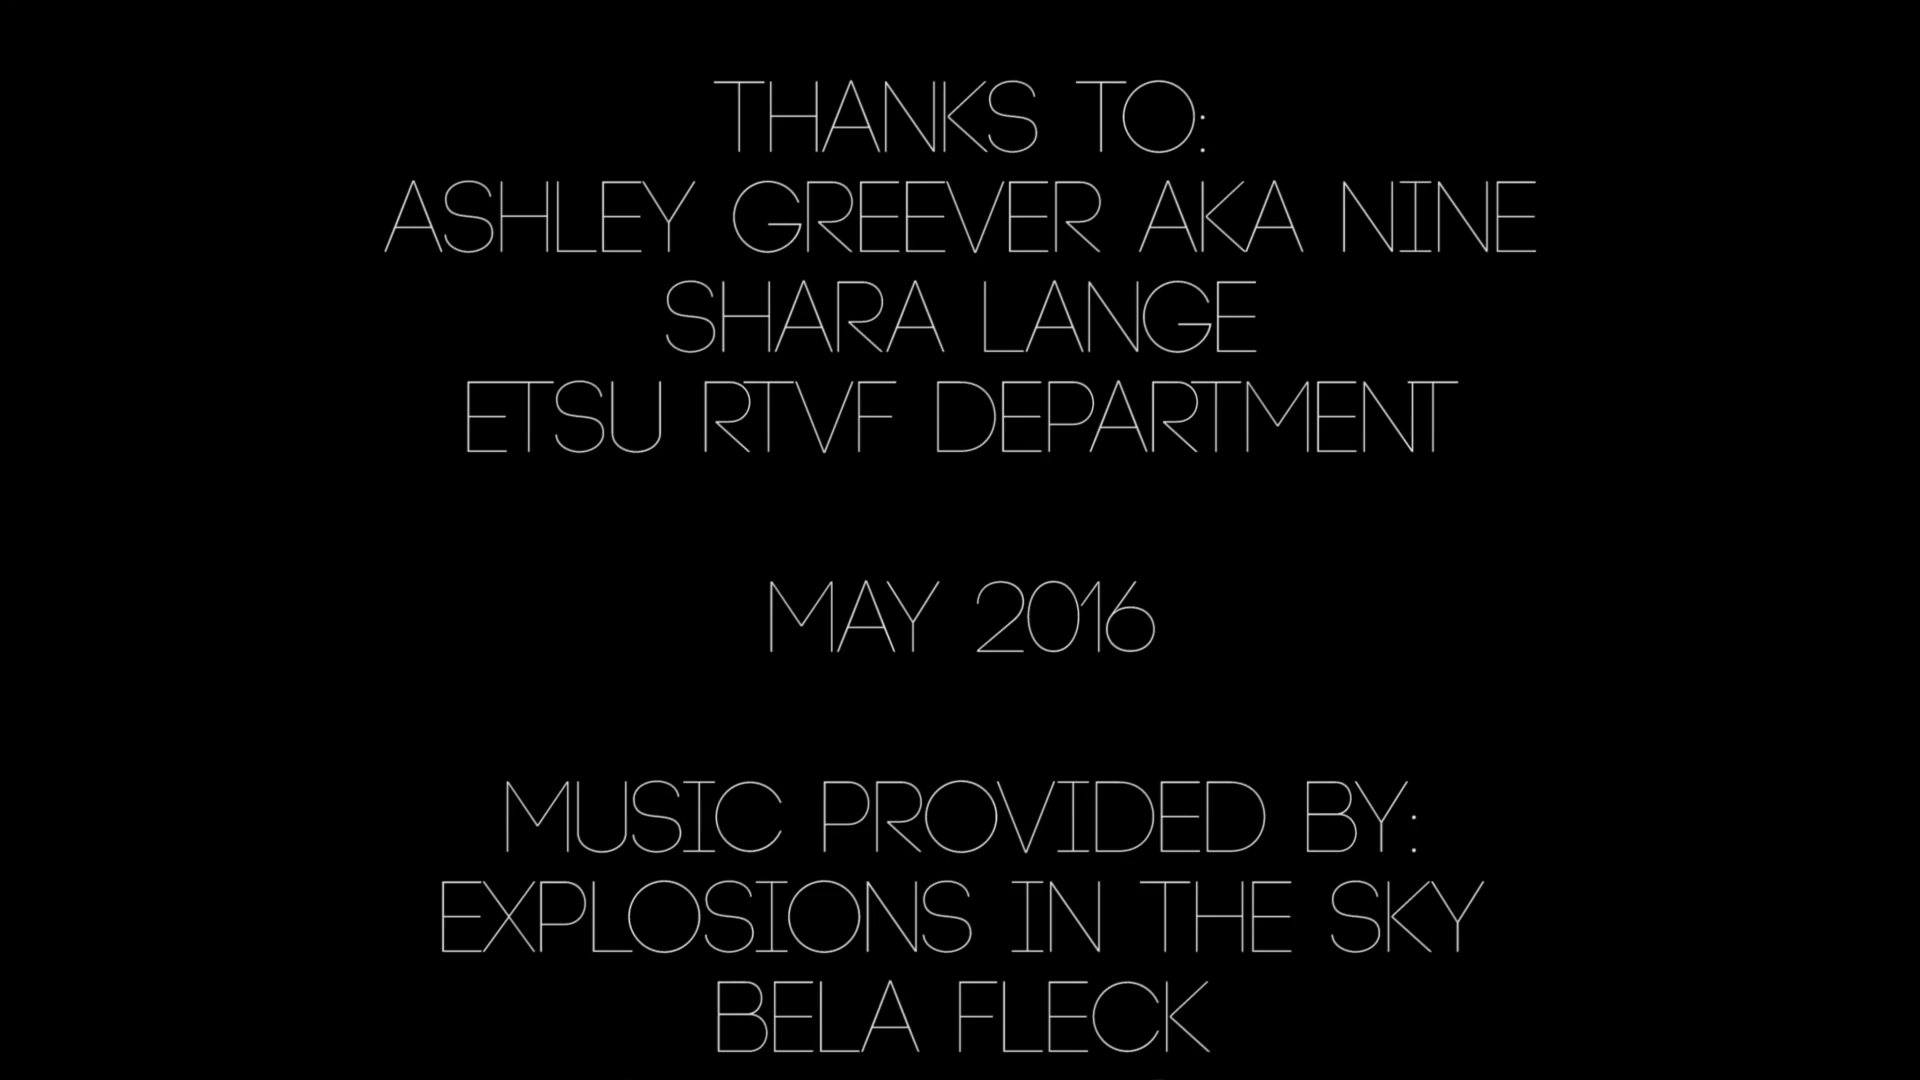 THANKS TO:
ASHLEY GREEVER AKA NINE
SHARA LANGE
ETSU RTVF DEPARTMENT
MAY 2016
MUSIC PROVIDED BY:
EXPLOSIONS IN THE SKY
BELA FLECK